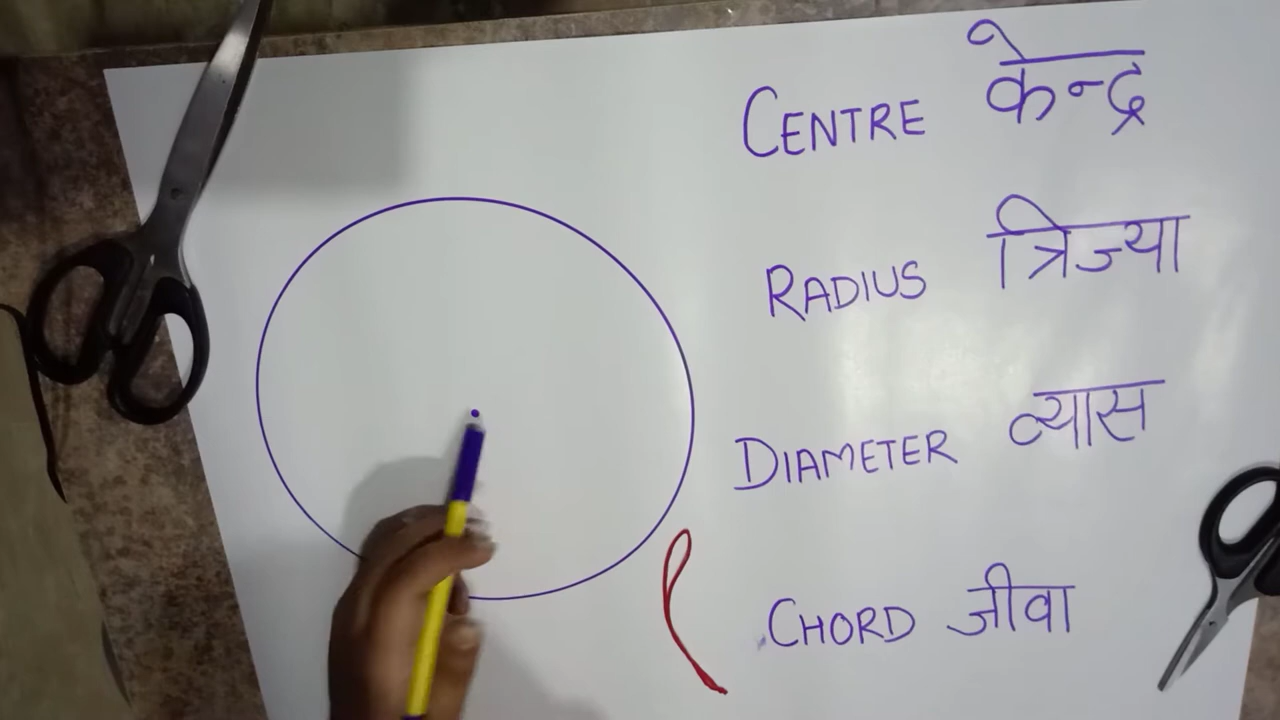 CENTRE केन्द्र
RADIUS त्रिज्या
DIAMETER व्यास
CHORD जीवा